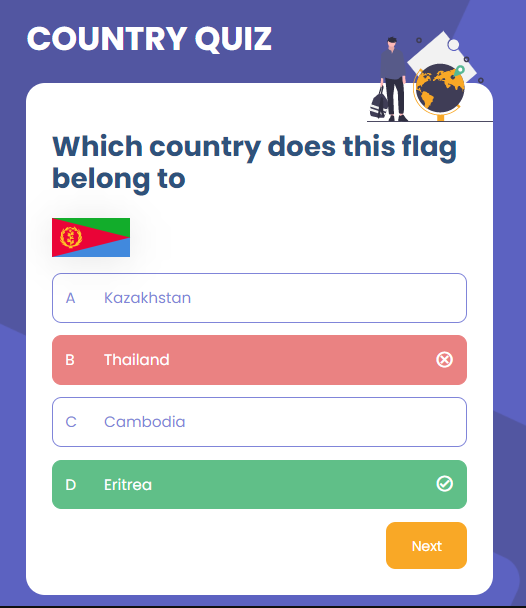 COUNTRY QUIZ
Which country does this flag
belong to
A Kazakhstan
B Thailand
C Cambodia
D Eritrea
Next